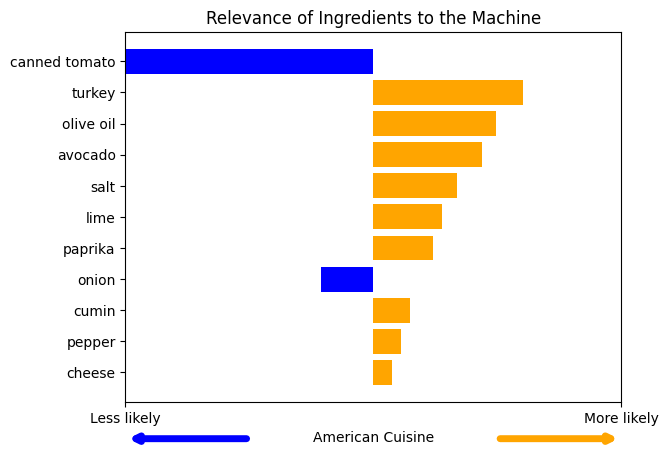 Relevance of Ingredients to the Machine
canned tomato
turkey
olive oil
avocado
salt
lime
paprika
onion
cumin
pepper
cheese
Less likely More likely
American Cuisine